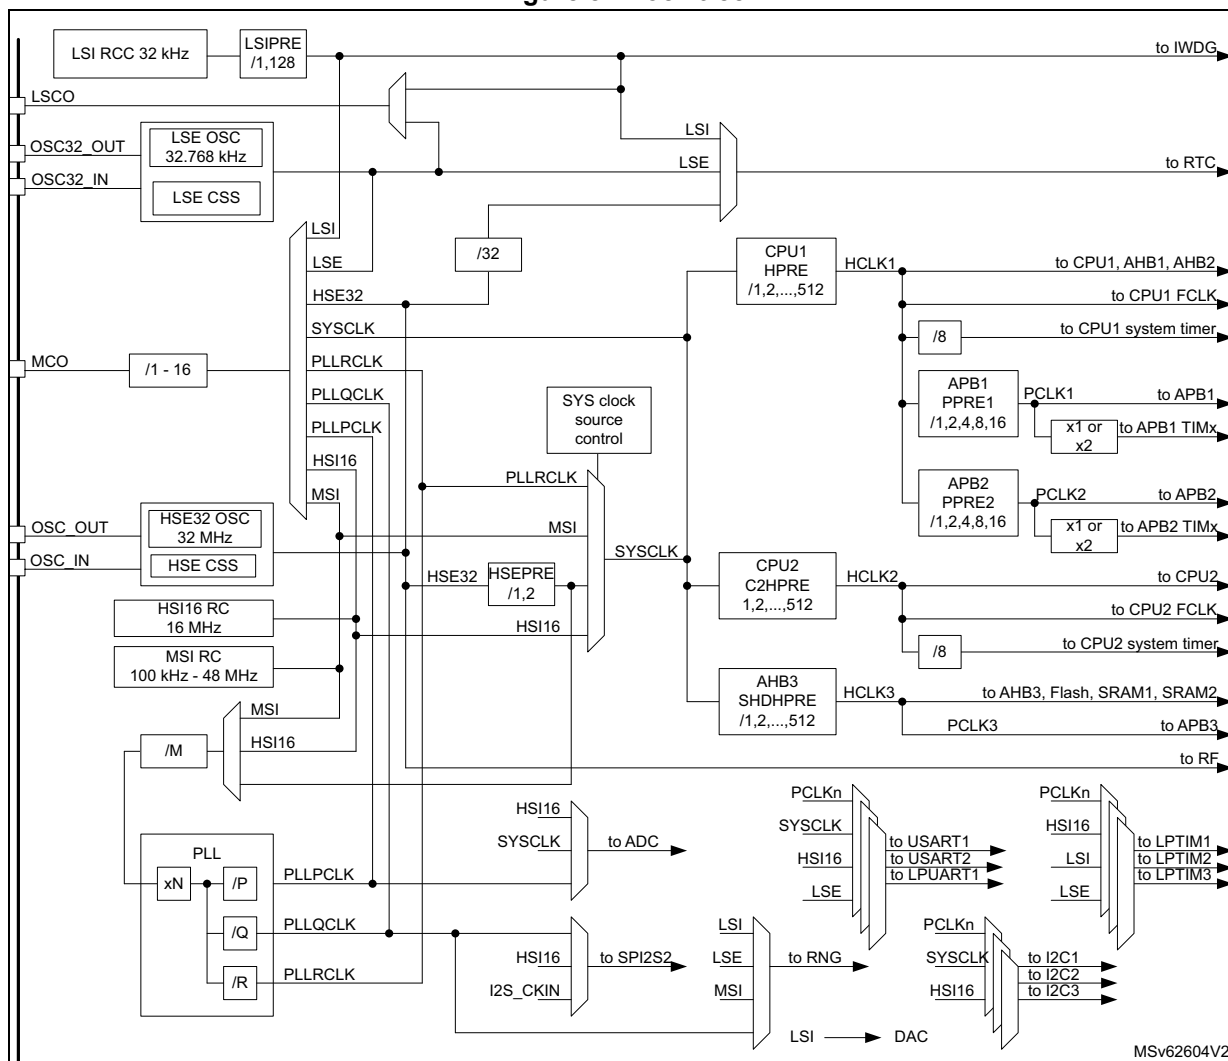 LSI RCC 32 kHz
LSIPRE
/1,128
to IWDG
LSCO
OSC32_OUT
LSE OSC
32.768 kHz
OSC32_IN
LSE CSS
LSI
LSE
to RTC
/32
LSI
LSE
HSE32
SYSCLK
PLLRCLK
PLLQCLK
PLLPCLK
HSI16
MSI
MCO
/1 - 16
CPU1
HPRE
/1,2,...,512
HCLK1
to CPU1, AHB1, AHB2
to CPU1 FCLK
/8
to CPU1 system timer
APB1
PPRE1
/1,2,4,8,16
PCLK1
to APB1
x1 or
x2
to APB1 TIMx
APB2
PPRE2
/1,2,4,8,16
PCLK2
to APB2
x1 or
x2
to APB2 TIMx
SYS clock
source
control
PLLRCLK
MSI
HSE32
HSEPRE
/1,2
HSI16
SYSCLK
OSC_OUT
HSE32 OSC
32 MHz
OSC_IN
HSE CSS
HSI16 RC
16 MHz
MSI RC
100 kHz - 48 MHz
CPU2
C2HPRE
1,2,...,512
HCLK2
to CPU2
to CPU2 FCLK
/8
to CPU2 system timer
AHB3
SHDHPRE
/1,2,...,512
HCLK3
to AHB3, Flash, SRAM1, SRAM2
PCLK3
to APB3
to RF
MSI
HSI16
/M
PLL
xN
/P
/Q
/R
PLLPCLK
PLLQCLK
PLLRCLK
HSI16
SYSCLK
to ADC
HSI16
I2S_CKIN
to SPI2S2
LSI
LSE
MSI
to RNG
LSI
DAC
PCLKn
SYSCLK
HSI16
LSE
to USART1
to USART2
to LPUART1
PCLKn
HSI16
LSI
LSE
to LPTIM1
to LPTIM2
to LPTIM3
PCLKn
SYSCLK
HSI16
to I2C1
to I2C2
to I2C3
MSv62604V2